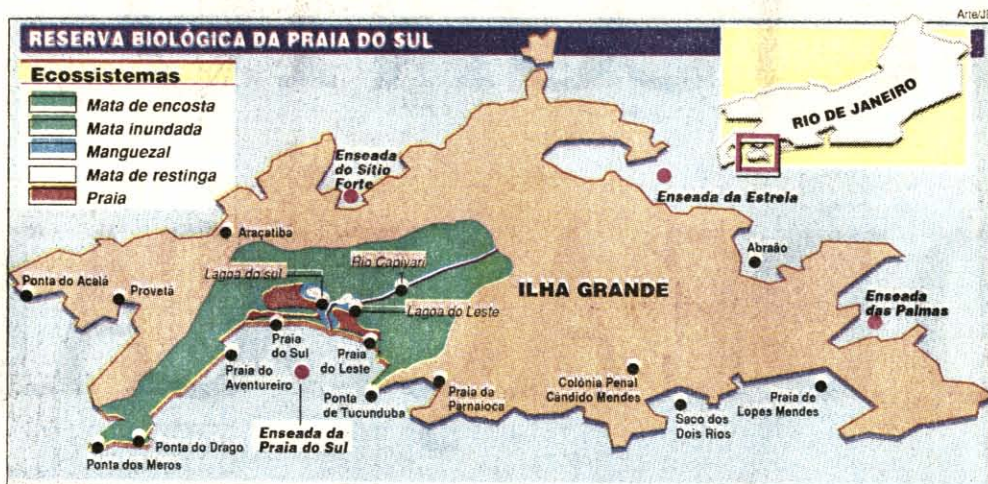 Arte/J
RESERVA BIOLÓGICA DA PRAIA DO SUL
Ecossistemas
Mata de encosta
Mata inundada
Manguezal
Mata de restinga
Praia
RIO DE JANEIRO
Enseada
do Sítio
Forte
Enseada da Estrela
Araçatiba
Abraão
Lagoa do sul
Rio Capivari
Ponta do Acaiá
Provetá
ILHA GRANDE
Lagoa do Leste
Enseada
das Palmas
Praia
do Sul
Praia
do Leste
Praia do
Aventureiro
Ponta
de Tucunduba
Praia da
Parnaioca
Colônia Penal
Cândido Mendes
Saco dos
Dois Rios
Praia de
Lopes Mendes
Enseada da
Praia do Sul
Ponta do Drago
Ponta dos Meros